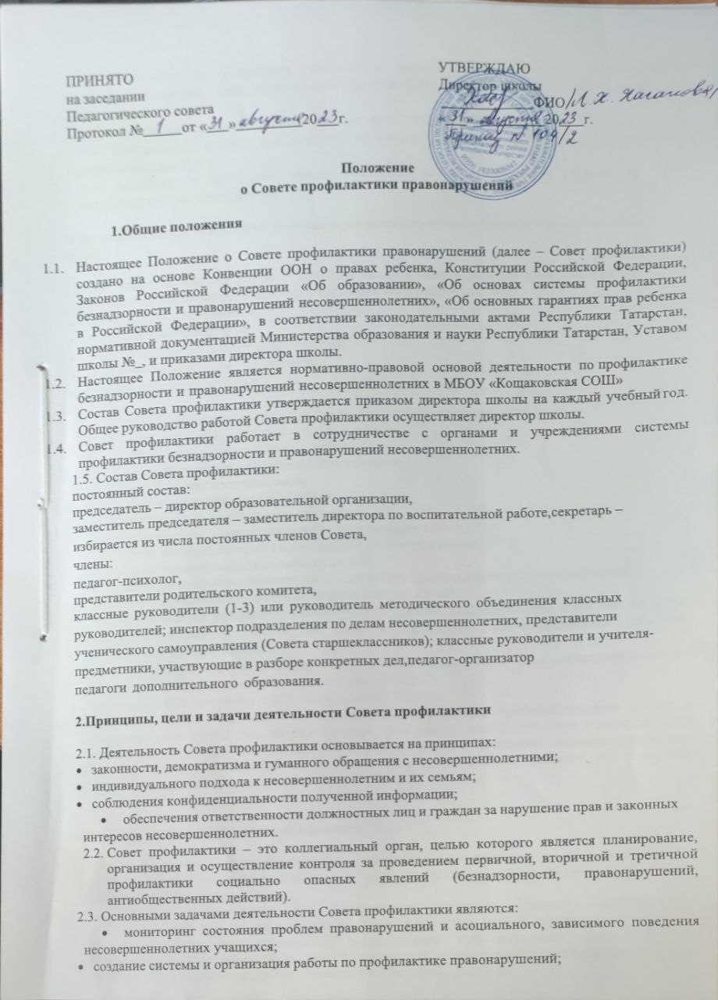 ПРИНЯТО
на заседании
Педагогического совета
Протокол № 1 от «31» августа 2023г.
УТВЕРЖДАЮ
Директор школы
ФИО/Л. Х. Хасанова/
«31» августа 2023 г.
Приказ № 104/2
Положение
о Совете профилактики правонарушений
1.Общие положения
1.1. Настоящее Положение о Совете профилактики правонарушений (далее – Совет профилактики)
создано на основе Конвенции ООН о правах ребенка, Конституции Российской Федерации,
Законов Российской Федерации «Об образовании», «Об основах системы профилактики
безнадзорности и правонарушений несовершеннолетних», «Об основных гарантиях прав ребенка
в Российской Федерации», в соответствии законодательными актами Республики Татарстан,
нормативной документацией Министерства образования и науки Республики Татарстан, Уставом
школы №_, и приказами директора школы.
1.2. Настоящее Положение является нормативно-правовой основой деятельности по профилактике
безнадзорности и правонарушений несовершеннолетних в МБОУ «Кощаковская СОШ»
1.3. Состав Совета профилактики утверждается приказом директора школы на каждый учебный год.
Общее руководство работой Совета профилактики осуществляет директор школы.
1.4. Совет профилактики работает в сотрудничестве с органами и учреждениями системы
профилактики безнадзорности и правонарушений несовершеннолетних.
1.5. Состав Совета профилактики:
постоянный состав:
председатель – директор образовательной организации,
заместитель председателя – заместитель директора по воспитательной работе,секретарь –
избирается из числа постоянных членов Совета,
члены:
педагог-психолог,
представители родительского комитета,
классные руководители (1-3) или руководитель методического объединения классных
руководителей; инспектор подразделения по делам несовершеннолетних, представители
ученического самоуправления (Совета старшеклассников); классные руководители и учителя-
предметники, участвующие в разборе конкретных дел,педагог-организатор
педагоги дополнительного образования.
2.Принципы, цели и задачи деятельности Совета профилактики
2.1. Деятельность Совета профилактики основывается на принципах:
• законности, демократизма и гуманного обращения с несовершеннолетними;
• индивидуального подхода к несовершеннолетним и их семьям;
• соблюдения конфиденциальности полученной информации;
• обеспечения ответственности должностных лиц и граждан за нарушение прав и законных
интересов несовершеннолетних.
2.2. Совет профилактики – это коллегиальный орган, целью которого является планирование,
организация и осуществление контроля за проведением первичной, вторичной и третичной
профилактики социально опасных явлений (безнадзорности, правонарушений,
антиобщественных действий).
2.3. Основными задачами деятельности Совета профилактики являются:
• мониторинг состояния проблем правонарушений и асоциального, зависимого поведения
несовершеннолетних учащихся;
• создание системы и организация работы по профилактике правонарушений;